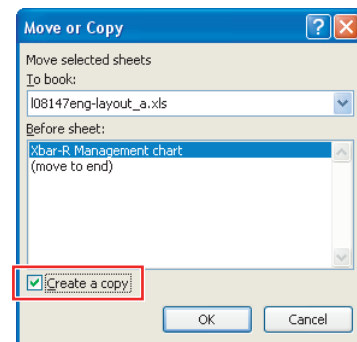 Move or Copy
Move selected sheets
To book:
l08147eng-layout_a.xls
Before sheet:
Xbar-R Management chart
(move to end)
Create a copy
OK
Cancel